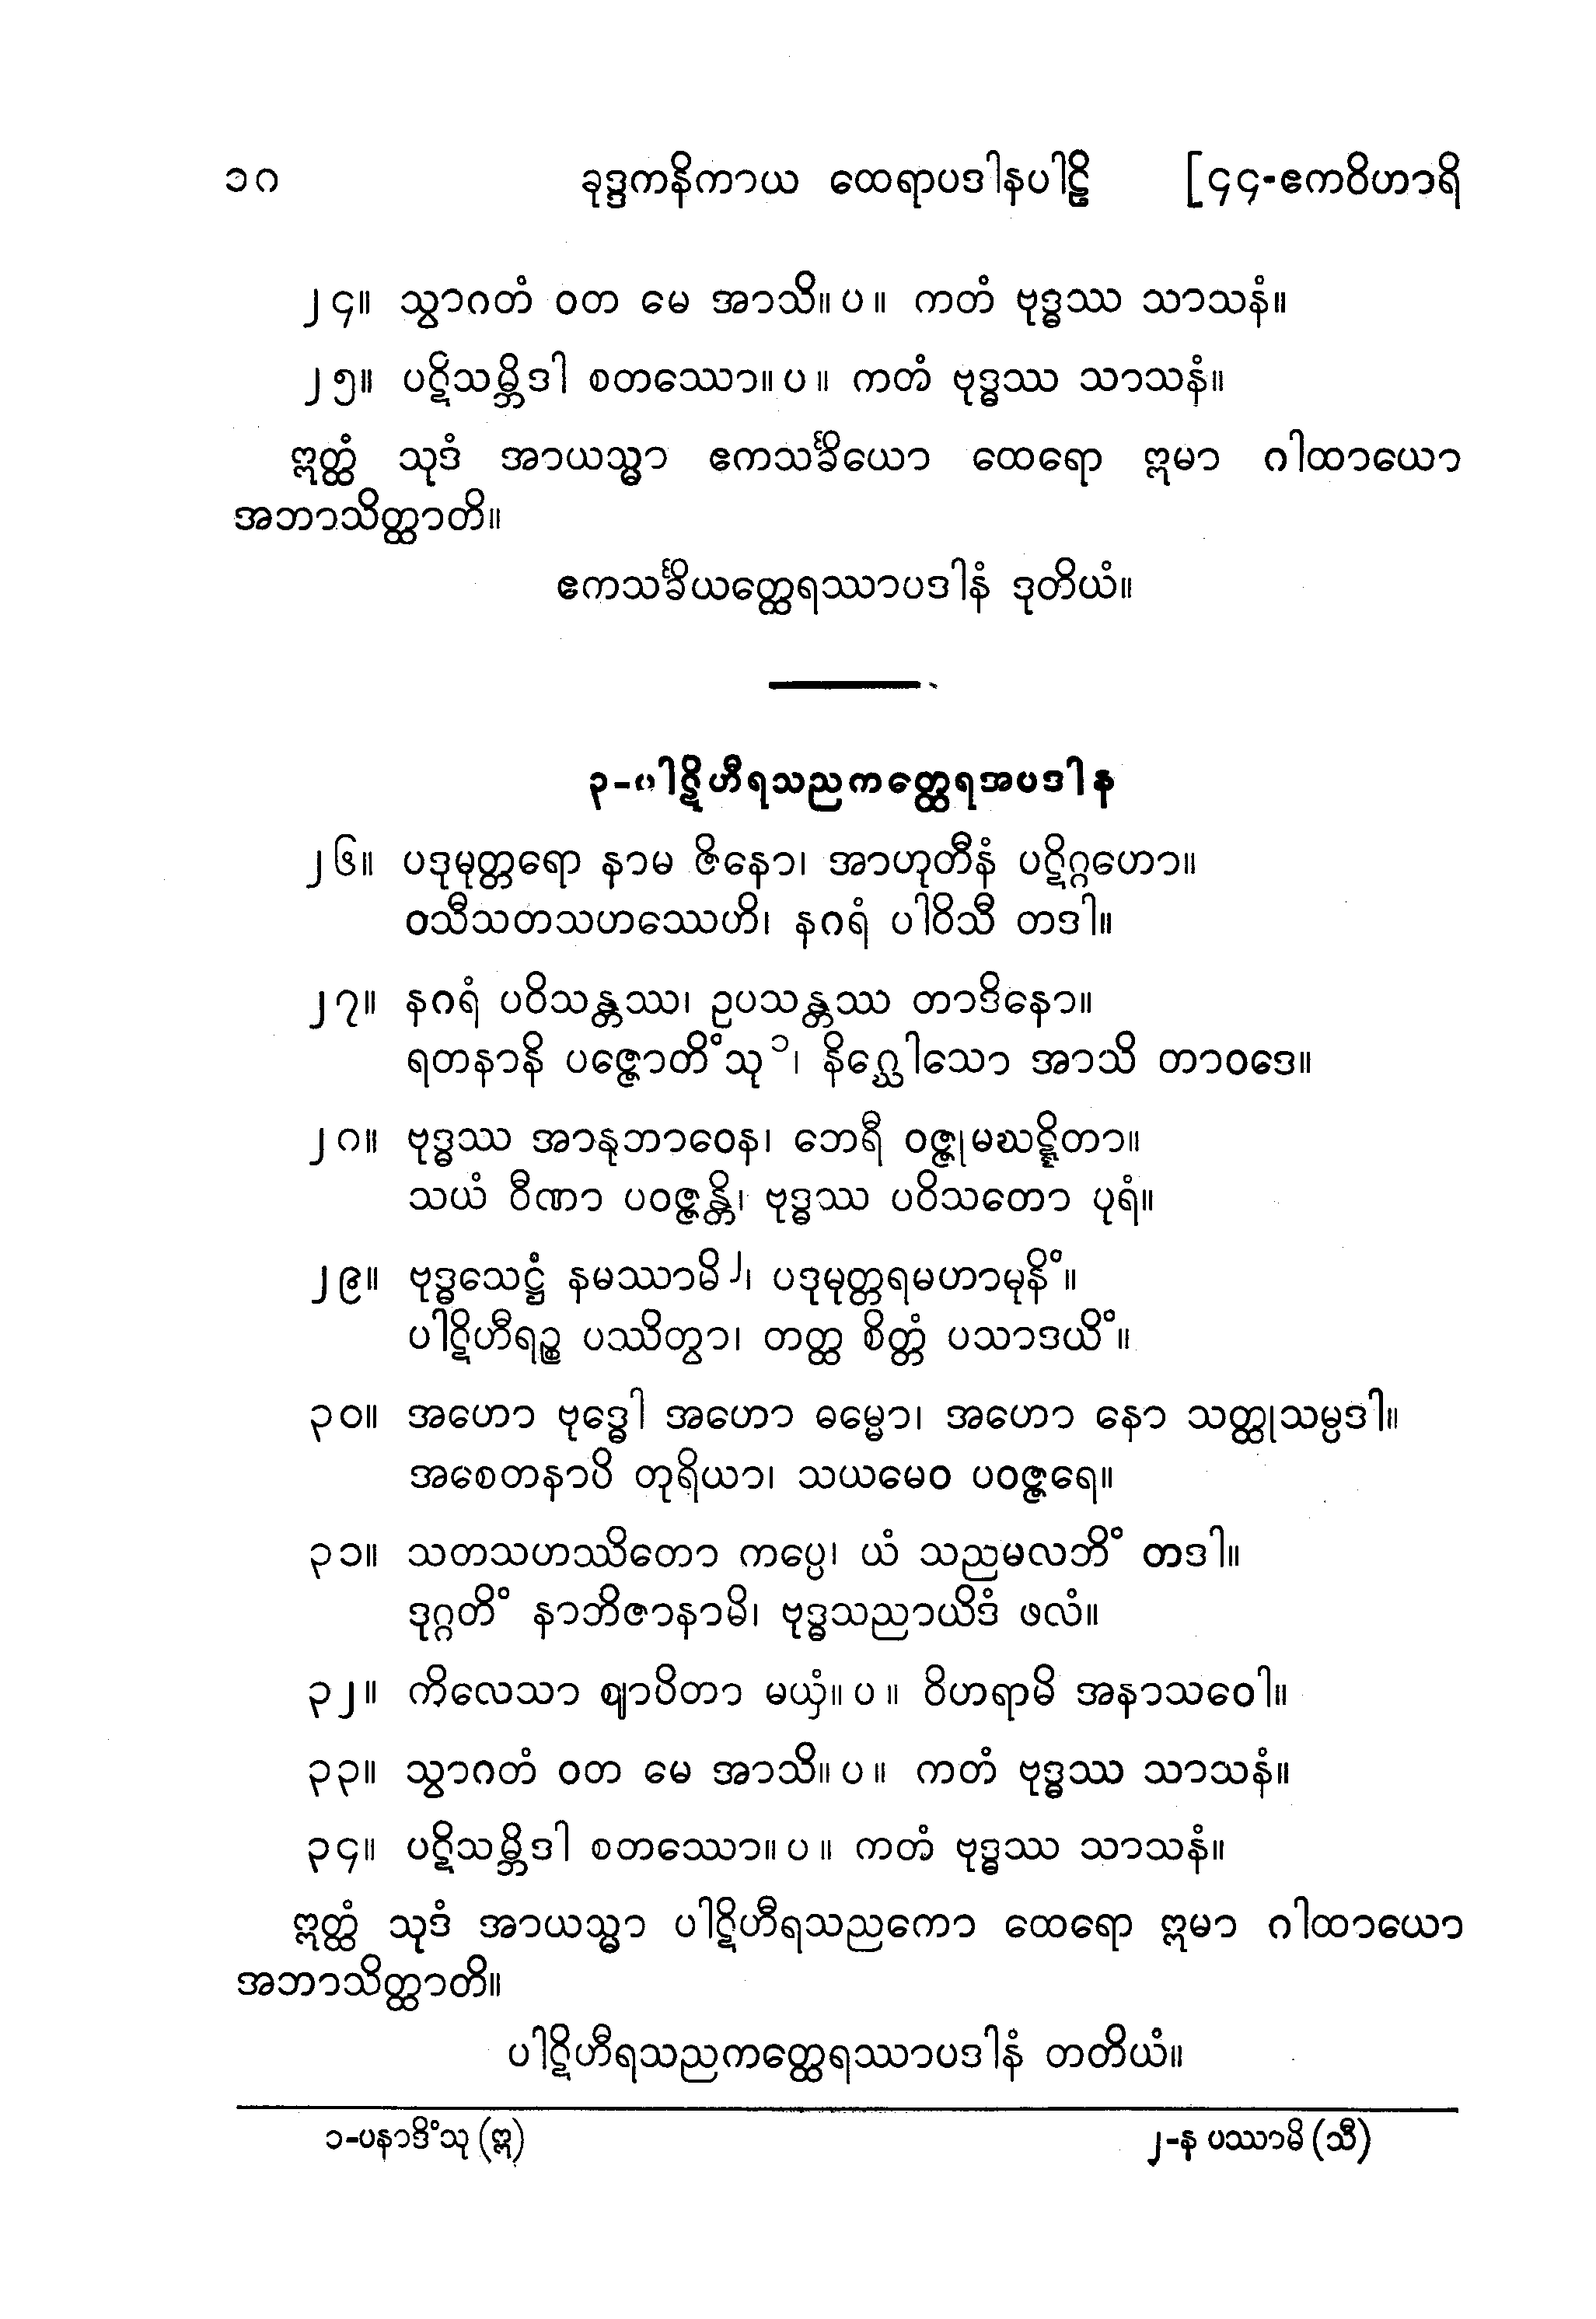 ၁၈ ခုဒ္ဒကနိကာယ ထေရာပဒါနပါဠိ [၄၄-ဧကဝိဟာရိ
၂၄။ သွာဂတံ ဝတ မေ အာသိ။ပ။ ကတံ ဗုဒ္ဓဿ သာသနံ။
၂၅။ ပဋိသမ္ဘိဒါ စတဿော။ပ။ ကတံ ဗုဒ္ဓဿ သာသနံ။
ဣတ္ထံ သုဒံ အာယသ္မာ ဧကသင်္ခိယော ထေရော ဣမာ ဂါထာယော
အဘာသိတ္ထာတိ။
ဧကသင်္ခိယတ္ထေရဿာပဒါနံ ဒုတိယံ။
၃-ပါဋိဟီရသညကတ္ထေရအပဒါန
၂၆။ ပဒုမုတ္တရော နာမ ဇိနော၊ အာဟုတီနံ ပဋိဂ္ဂဟော။
ဝသီသတသဟဿေဟိ၊ နဂရံ ပါဝိသီ တဒါ။
၂၇။ နဂရံ ပဝိသန္တဿ၊ ဥပသန္တဿ တာဒိနော။
ရတနာနိ ပဇ္ဇောတိံသု၁၊ နိဂ္ဃေါသော အာသိ တာဝဒေ။
၂၈။ ဗုဒ္ဓဿ အာနုဘာဝေန၊ ဘေရီ ဝဇ္ဇုမဃဋ္ဋိတာ။
သယံ ဝီဏာ ပဝဇ္ဇန္တိ၊ ဗုဒ္ဓဿ ပဝိသတော ပုရံ။
၂၉။ ဗုဒ္ဓသေဋ္ဌံ နမဿာမိ၂၊ ပဒုမုတ္တရမဟာမုနိံ။
ပါဋိဟီရဉ္စ ပဿိတွာ၊ တတ္ထ စိတ္တံ ပသာဒယိံ။
၃၀။ အဟော ဗုဒ္ဓေါ အဟော ဓမ္မော၊ အဟော နော သတ္ထုသမ္ပဒါ။
အစေတနာပိ တုရိယာ၊ သယမေဝ ပဝဇ္ဇရေ။
၃၁။ သတသဟဿိတော ကပ္ပေ၊ ယံ သညမလဘိံ တဒါ။
ဒုဂ္ဂတိံ နာဘိဇာနာမိ၊ ဗုဒ္ဓသညာယိဒံ ဖလံ။
၃၂။ ကိလေသာ ဈာပိတာ မယှံ။ပ။ ဝိဟရာမိ အနာသဝေါ။
၃၃။ သွာဂတံ ဝတ မေ အာသိ။ပ။ ကတံ ဗုဒ္ဓဿ သာသနံ။
၃၄။ ပဋိသမ္ဘိဒါ စတဿော။ပ။ ကတံ ဗုဒ္ဓဿ သာသနံ။
ဣတ္ထံ သုဒံ အာယသ္မာ ပါဋိဟီရသညကော ထေရော ဣမာ ဂါထာယော
အဘာသိတ္ထာတိ။
ပါဋိဟီရသညကတ္ထေရဿာပဒါနံ တတိယံ။
၁-ပနာဒိံသု (ဣ) ၂-န ပဿာမိ (သီ)